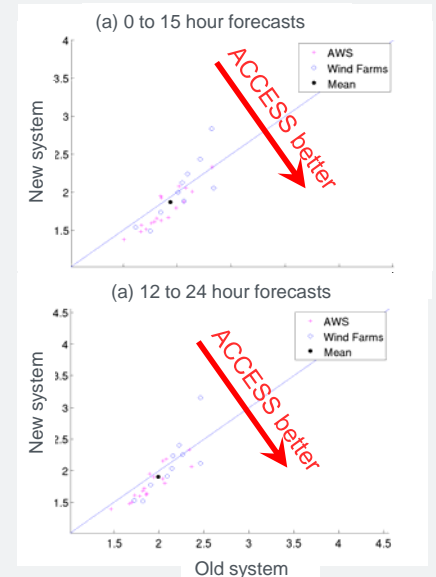 (a) 0 to 15 hour forecasts
4
3.5
3
2.5
2
1.5
New system
AWS
Wind Farms
Mean
ACCESS better
(a) 12 to 24 hour forecasts
4.5
4
3.5
3
2.5
2
1.5
New system
AWS
Wind Farms
Mean
ACCESS better
1.5 2 2.5 3 3.5 4 4.5
Old system